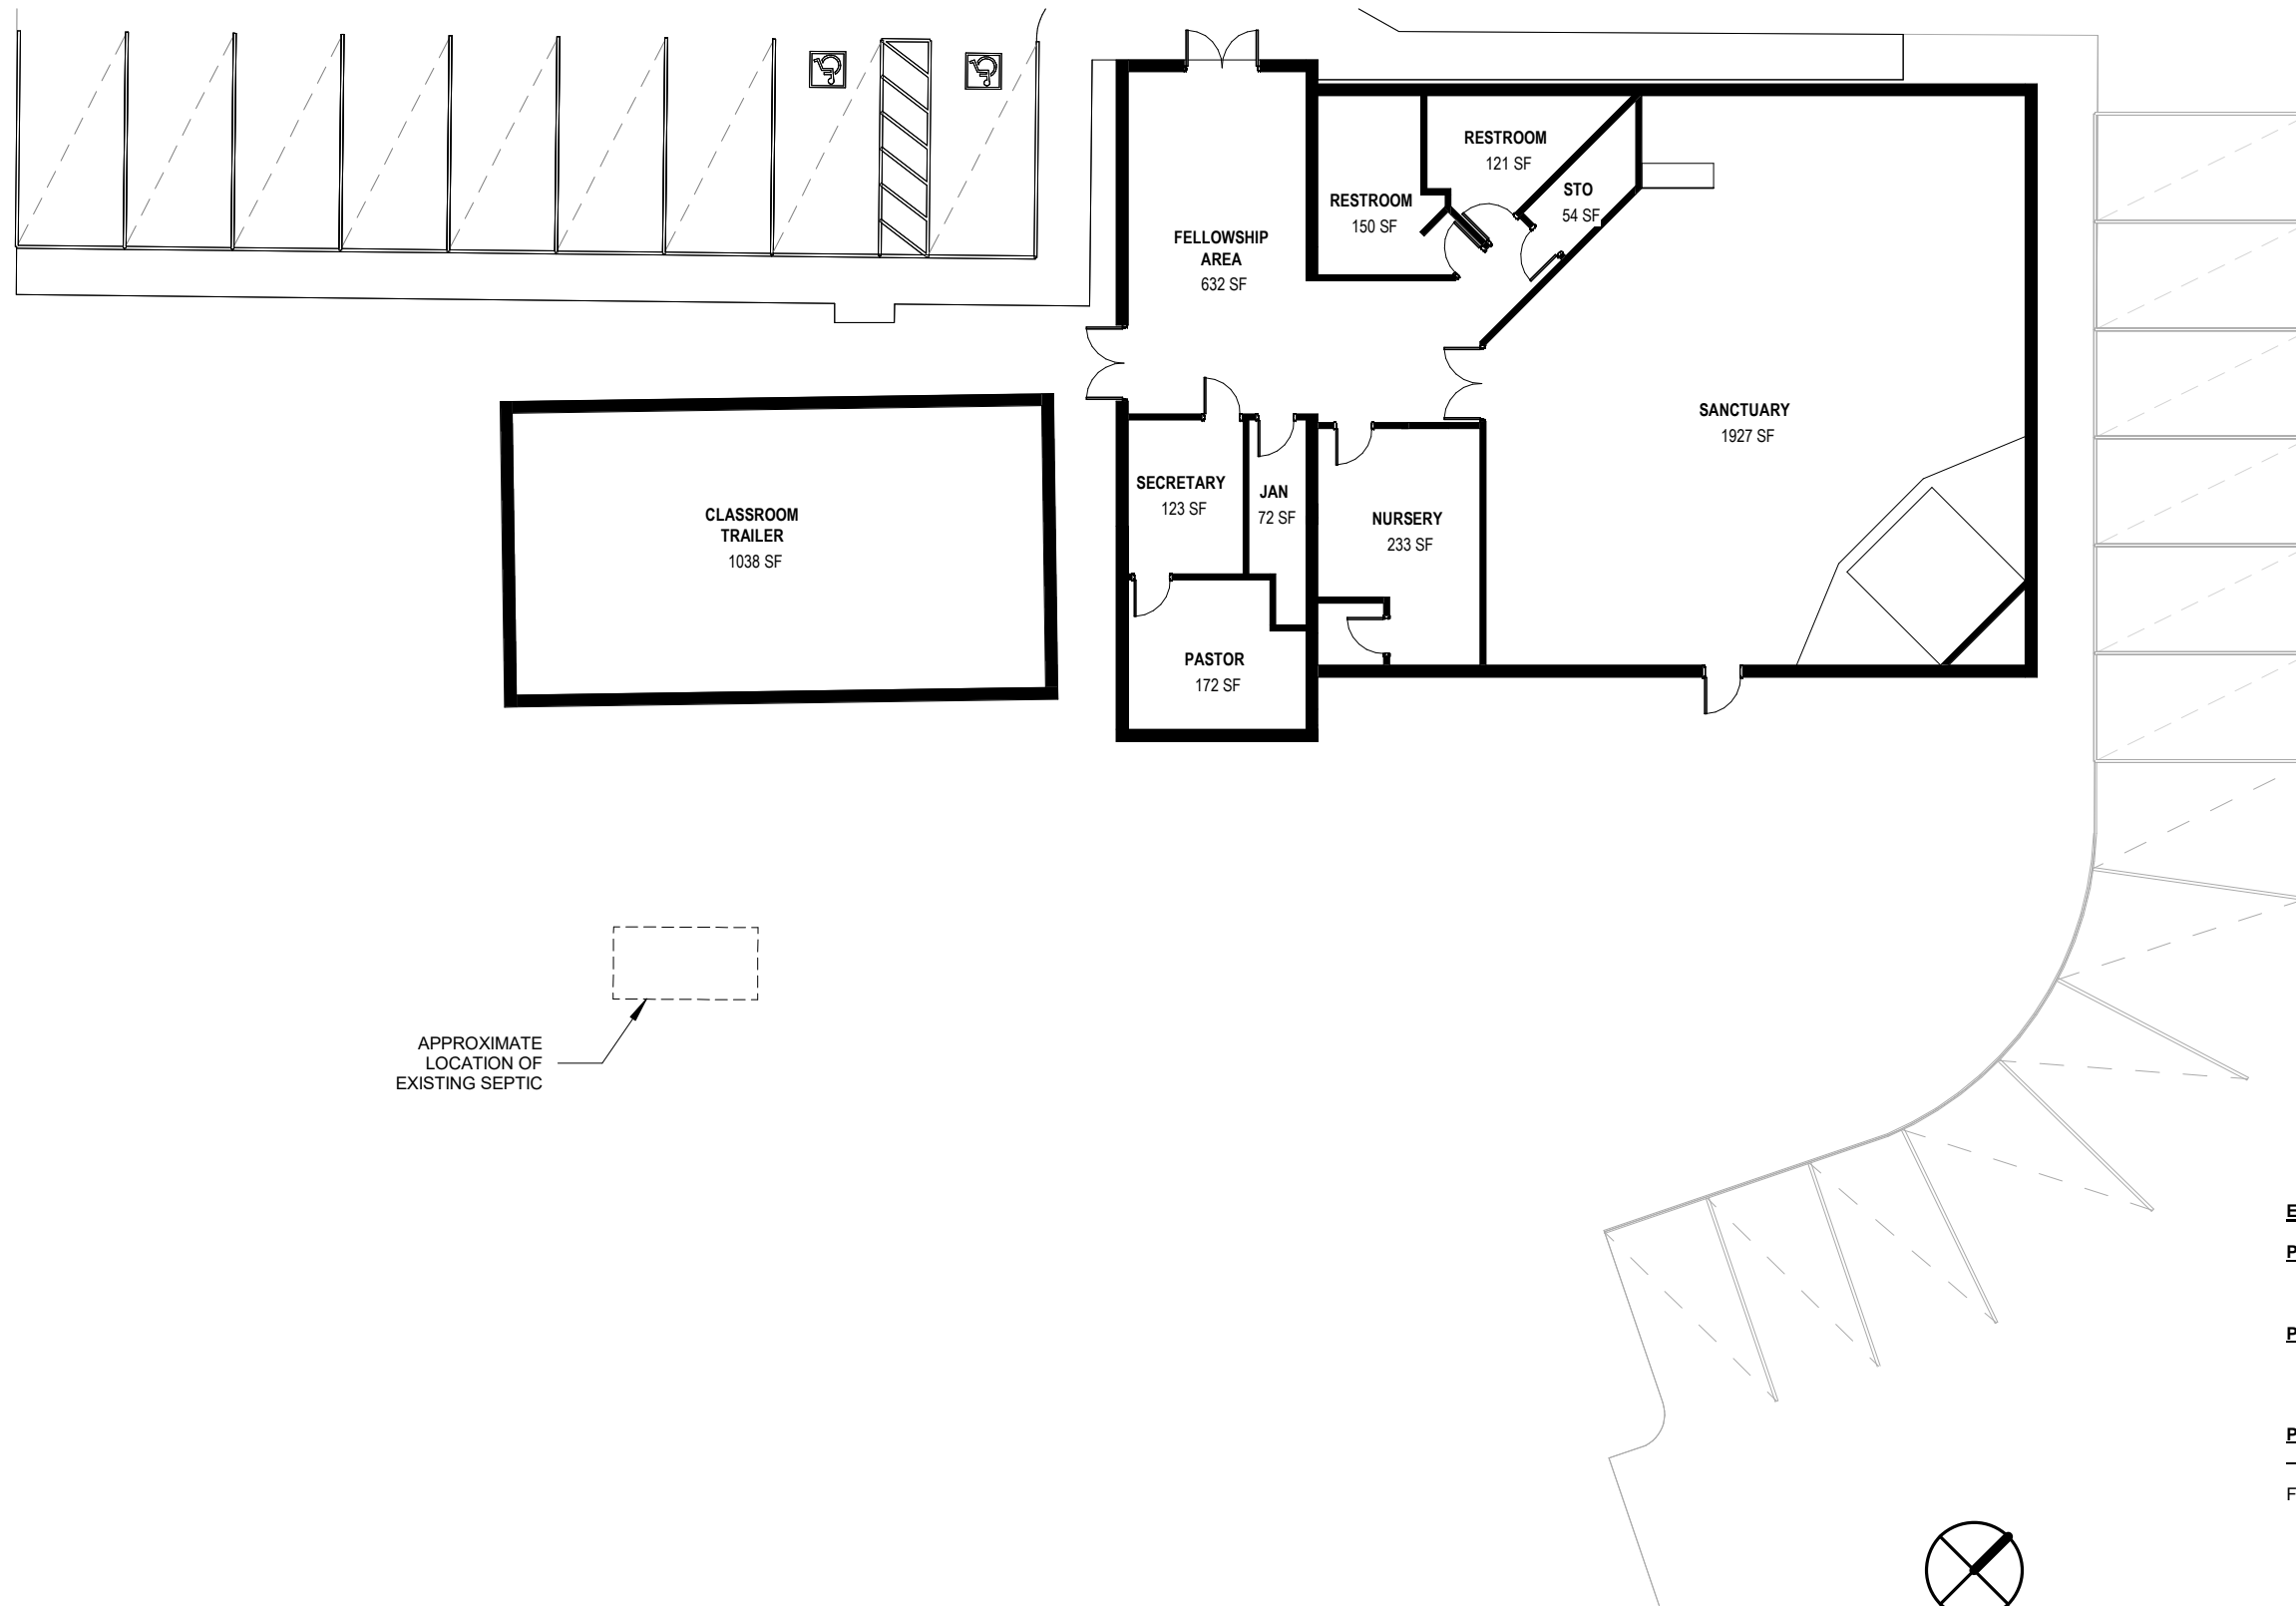 RESTROOM
121 SF
RESTROOM
150 SF
STO
54 SF
FELLOWSHIP
AREA
632 SF
SANCTUARY
1927 SF
SECRETARY
123 SF
JAN
72 SF
NURSERY
233 SF
CLASSROOM
TRAILER
1038 SF
PASTOR
172 SF
APPROXIMATE
LOCATION OF
EXISTING SEPTIC